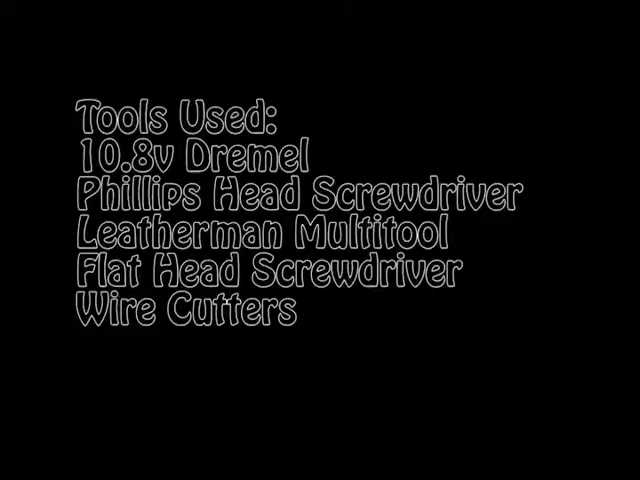 Tools Used:
10.8v Dremel
Phillips Head Screwdriver
Leatherman Multitool
Flat Head Screwdriver
Wire Cutters